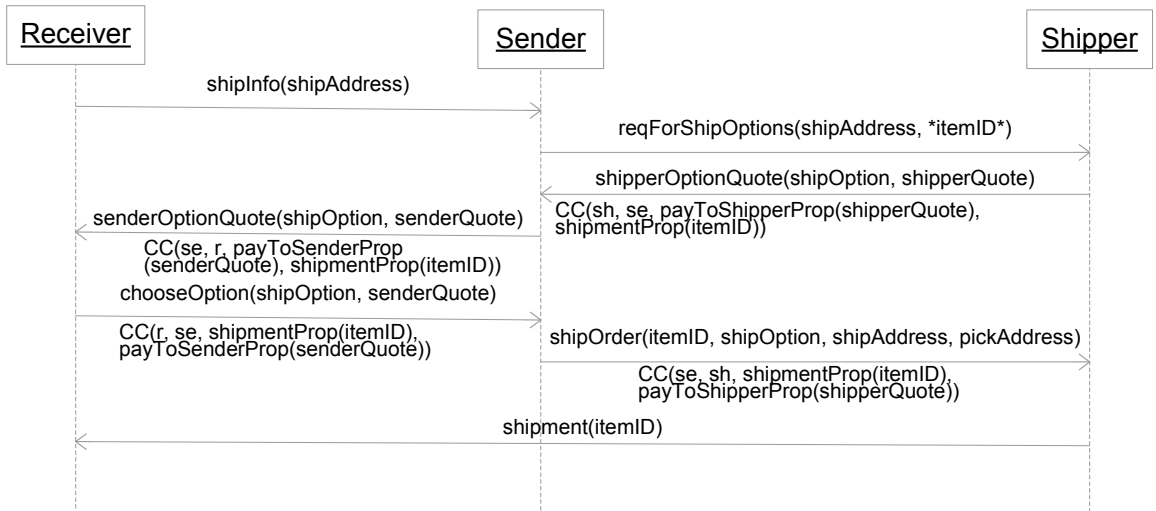 Receiver
Sender
Shipper
shipInfo(shipAddress)
reqForShipOptions(shipAddress, *itemID*)
shipperOptionQuote(shipOption, shipperQuote)
CC(sh, se, payToShipperProp(shipperQuote),
shipmentProp(itemID))
senderOptionQuote(shipOption, senderQuote)
CC(se, r, payToSenderProp
(senderQuote), shipmentProp(itemID))
chooseOption(shipOption, senderQuote)
CC(r, se, shipmentProp(itemID),
payToSenderProp(senderQuote))
shipOrder(itemID, shipOption, shipAddress, pickAddress)
CC(se, sh, shipmentProp(itemID),
payToShipperProp(shipperQuote))
shipment(itemID)